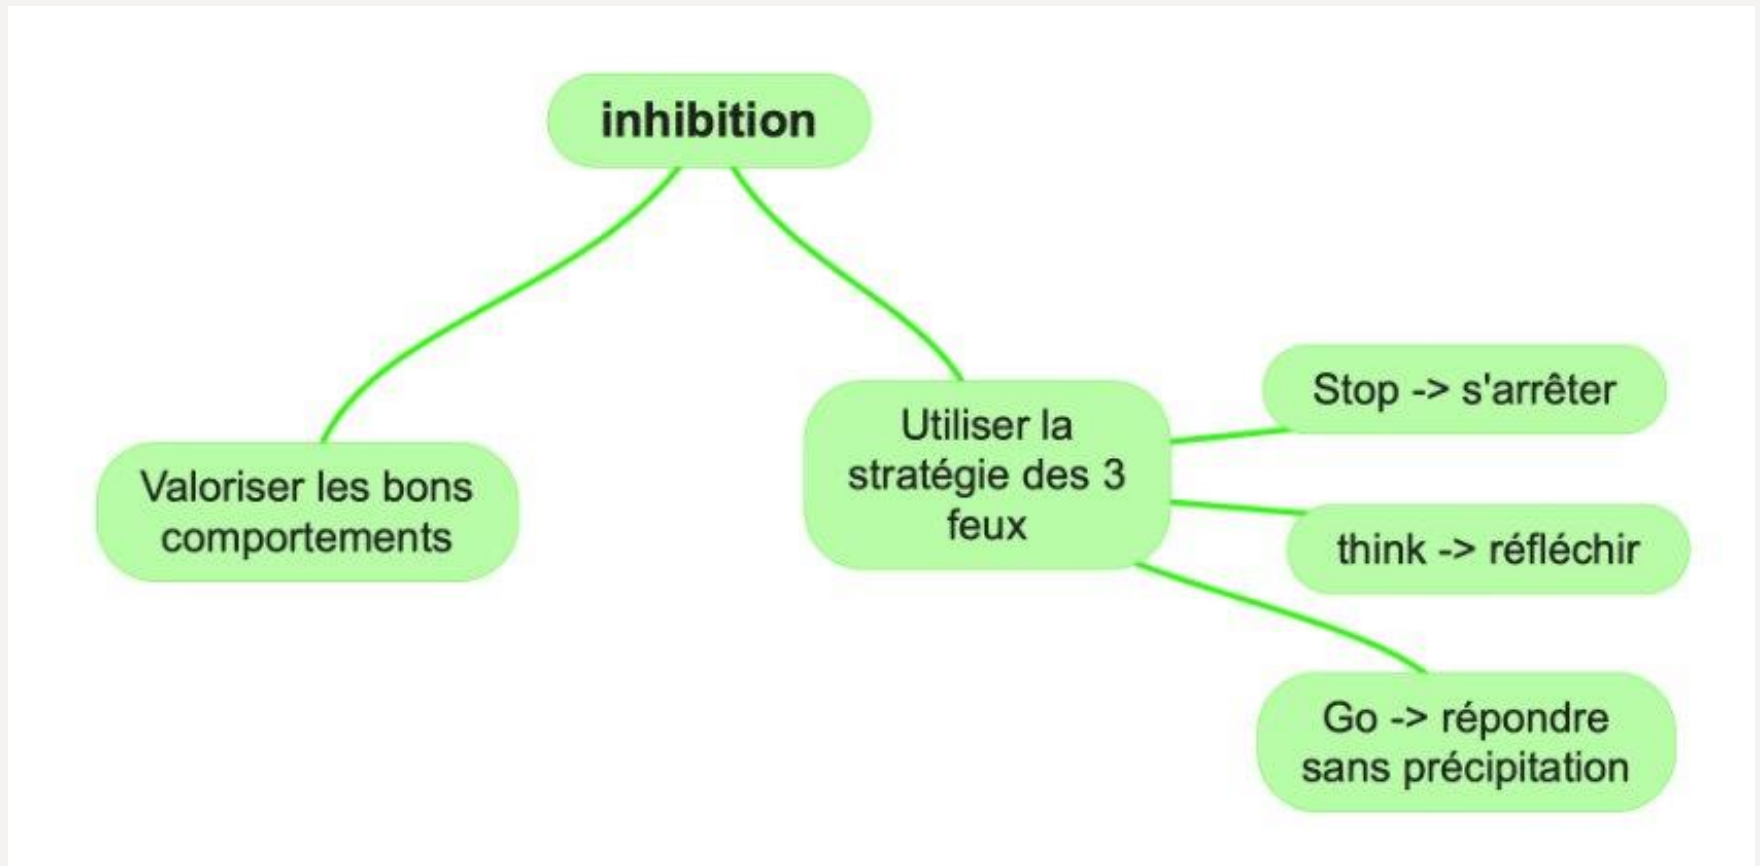 inhibition
Valoriser les bons
comportements
Utiliser la
stratégie des 3
feux
Stop -> s'arrêter
think -> réfléchir
Go -> répondre
sans précipitation